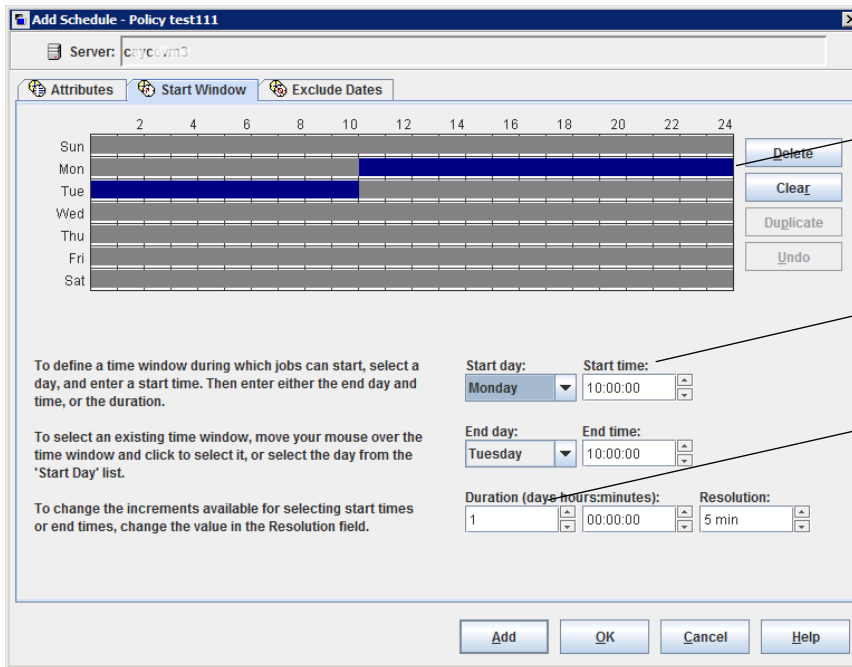 Add Schedule - Policy test111
Server:
Attributes
Start Window
Exclude Dates
2 4 6 8 10 12 14 16 18 20 22 24
Sun
Mon
Tue
Wed
Thu
Fri
Sat
Delete
Clear
Duplicate
Undo
To define a time window during which jobs can start, select a
day, and enter a start time. Then enter either the end day and
time, or the duration.
To select an existing time window, move your mouse over the
time window and click to select it, or select the day from the
'Start Day' list.
To change the increments available for selecting start times
or end times, change the value in the Resolution field.
Start day: Start time:
Monday 10:00:00
End day: End time:
Tuesday 10:00:00
Duration (days hours:minutes): Resolution:
1 00:00:00 5 min
Add OK Cancel Help